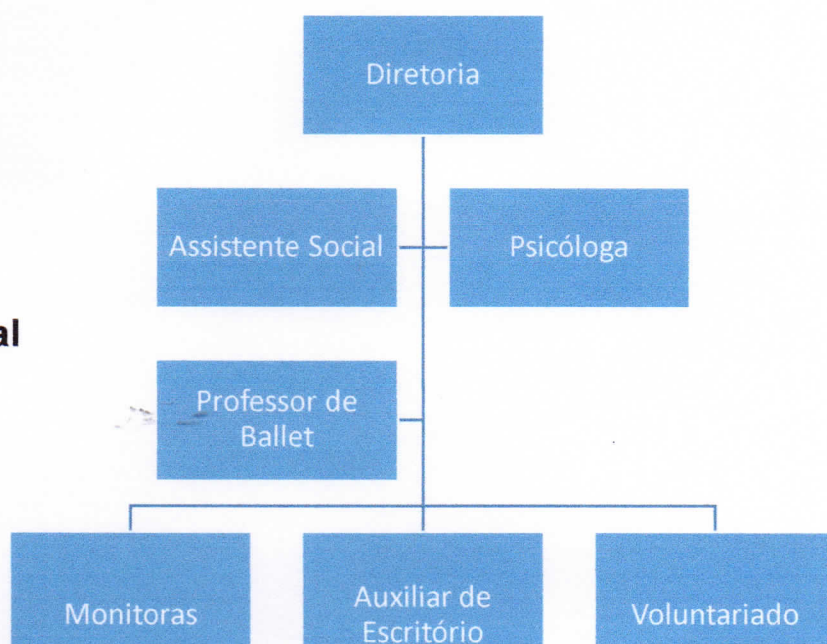 Diretoria
Assistente Social
Psicóloga
al
Professor de
Ballet
Monitoras
Auxiliar de
Escritório
Voluntariado